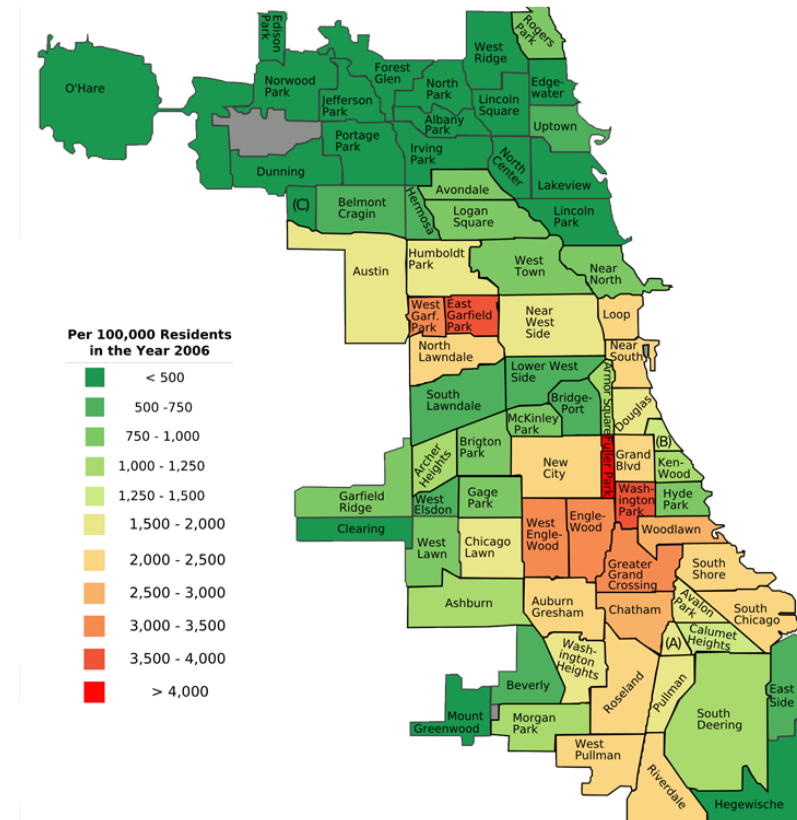 Edison
Park
Rogers
Park
West
Ridge
O'Hare
Norwood
Park
Forest
Glen
North
Park
Edge-
water
Jefferson
Park
Lincoln
Square
Albany
Park
Uptown
Portage
Park
Irving
Park
North
Center
Dunning
Lakeview
Avondale
(C)
Belmont
Cragin
Hermosa
Logan
Square
Lincoln
Park
Austin
Humboldt
Park
West
Town
Near
North
West
Garf.
Park
East
Garfield
Park
Near
West
Side
Loop
Per 100,000 Residents
in the Year 2006
< 500
500 -750
750 - 1,000
1,000 - 1,250
1,250 - 1,500
1,500 - 2,000
2,000 - 2,500
2,500 - 3,000
3,000 - 3,500
3,500 - 4,000
> 4,000
North
Lawndale
Near
South
Lower West
Side
Armor Square
South
Lawndale
Bridge-
Port
Douglas
McKinley
Park
Archer
Heights
Brigton
Park
New
City
Fuller Park
Grand
Blvd
(B)
Ken-
Wood
Garfield
Ridge
West
Elsdon
Gage
Park
Wash-
ington
Park
Hyde
Park
Clearing
West
Lawn
Chicago
Lawn
West
Engle-
Wood
Engle-
Wood
Woodlawn
Greater
Grand
Crossing
South
Shore
Ashburn
Auburn
Gresham
Chatham
Avalon
Park
South
Chicago
(A)
Calumet
Heights
Wash-
ington
Heights
Beverly
Roseland
Pullman
East
Side
Mount
Greenwood
Morgan
Park
South
Deering
West
Pullman
Riverdale
Hegewische